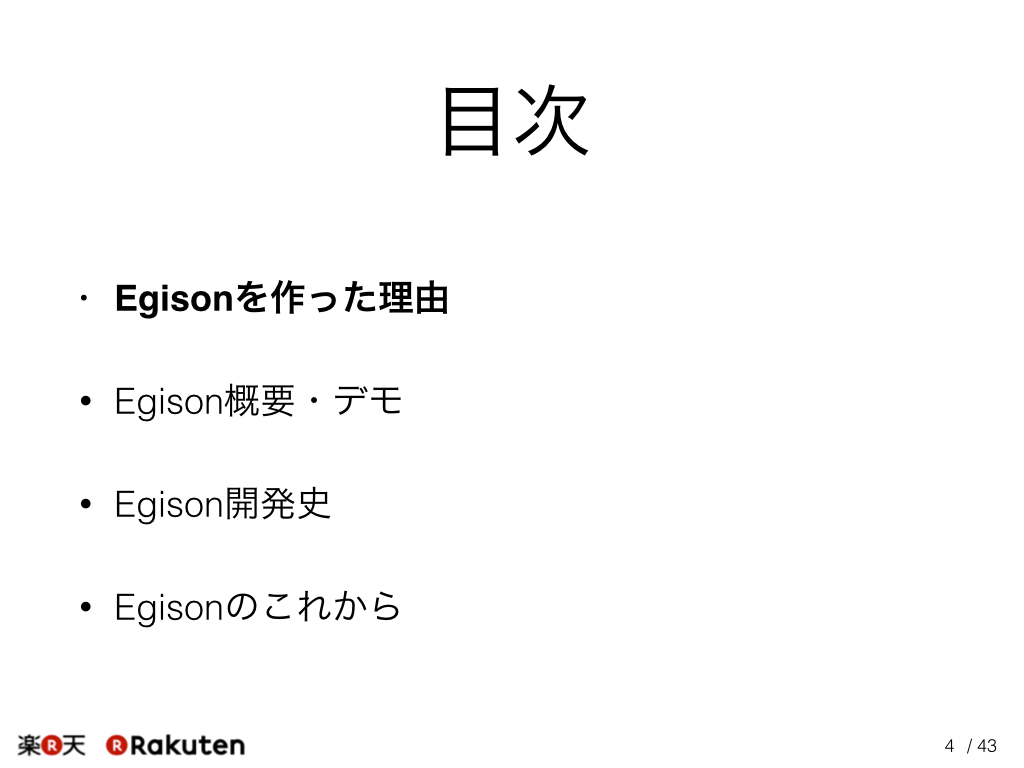 目次
• Egisonを作った理由
• Egison概要・デモ
• Egison開発史
• Egisonのこれから
楽R天 R Rakuten 4 / 43